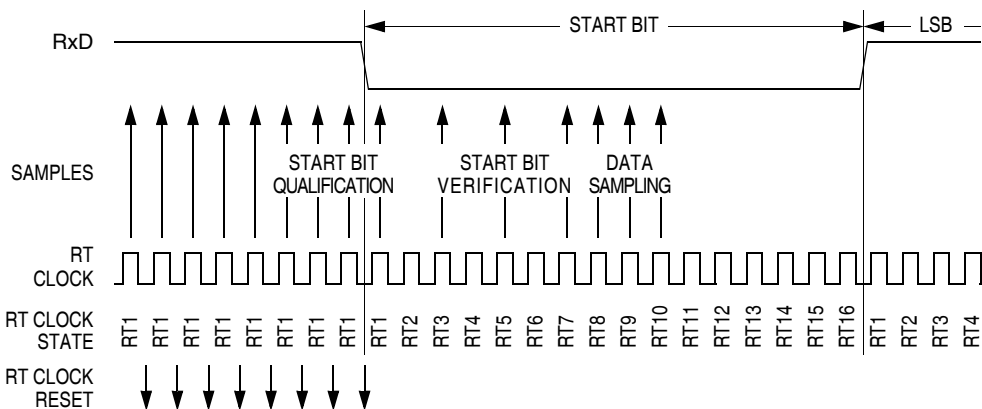 START BIT
LSB
RxD
SAMPLES
START BIT
QUALIFICATION
START BIT
VERIFICATION
DATA
SAMPLING
RT
CLOCK
RT CLOCK
STATE
RT1 RT1 RT1 RT1 RT1 RT1 RT1 RT1 RT1 RT2 RT3 RT4 RT5 RT6 RT7 RT8 RT9 RT10 RT11 RT12 RT13 RT14 RT15 RT16 RT1 RT2 RT3 RT4
RT CLOCK
RESET